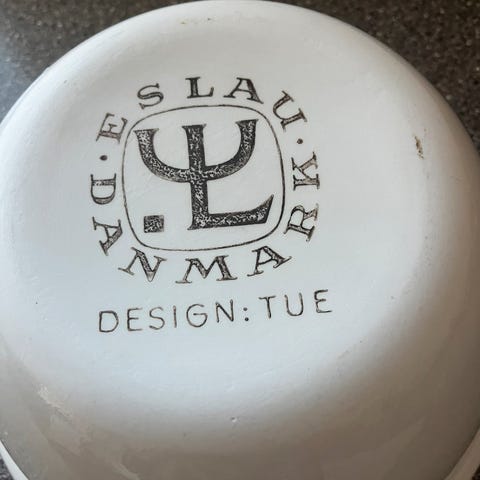 ESLAU · DANMARK ·
DESIGN: TUE